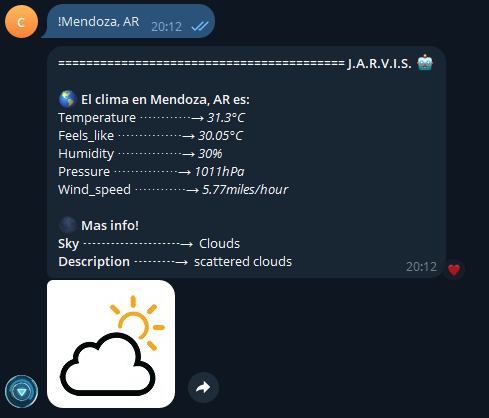 C
!Mendoza, AR 20:12
========================================= J.A.R.V.I.S.
El clima en Mendoza, AR es:
Temperature ············→ 31.3°C
Feels_like ···············→ 30.05°C
Humidity ················→ 30%
Pressure ················→ 1011hPa
Wind_speed ············→ 5.77miles/hour
Mas info!
Sky ---------------------→ Clouds
Description ---------→ scattered clouds
20:12